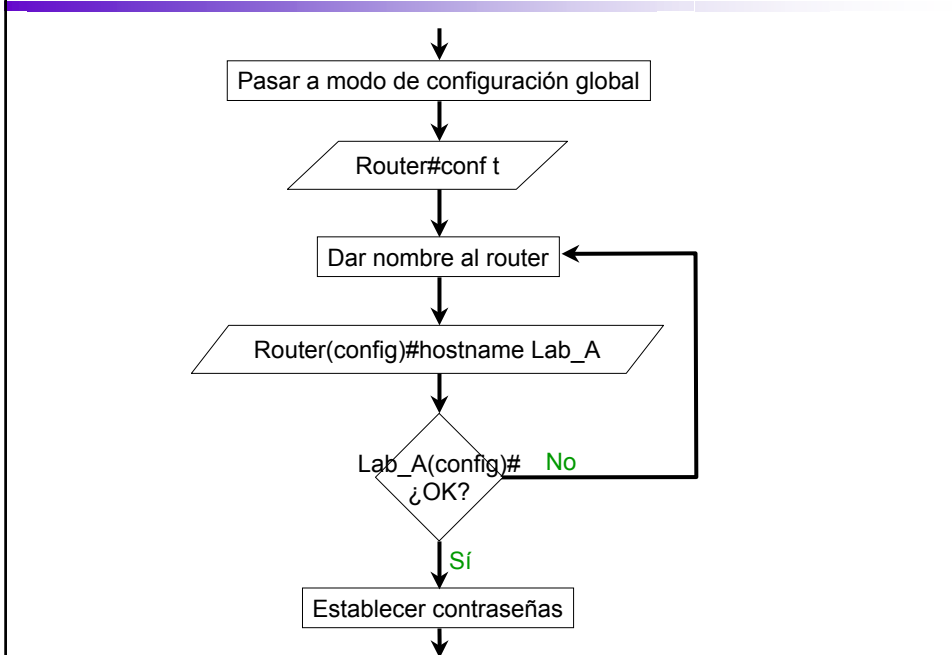 Pasar a modo de configuración global
Router#conf t
Dar nombre al router
Router(config)#hostname Lab_A
Lab_A(config)#
¿OK?
No
Sí
Establecer contraseñas